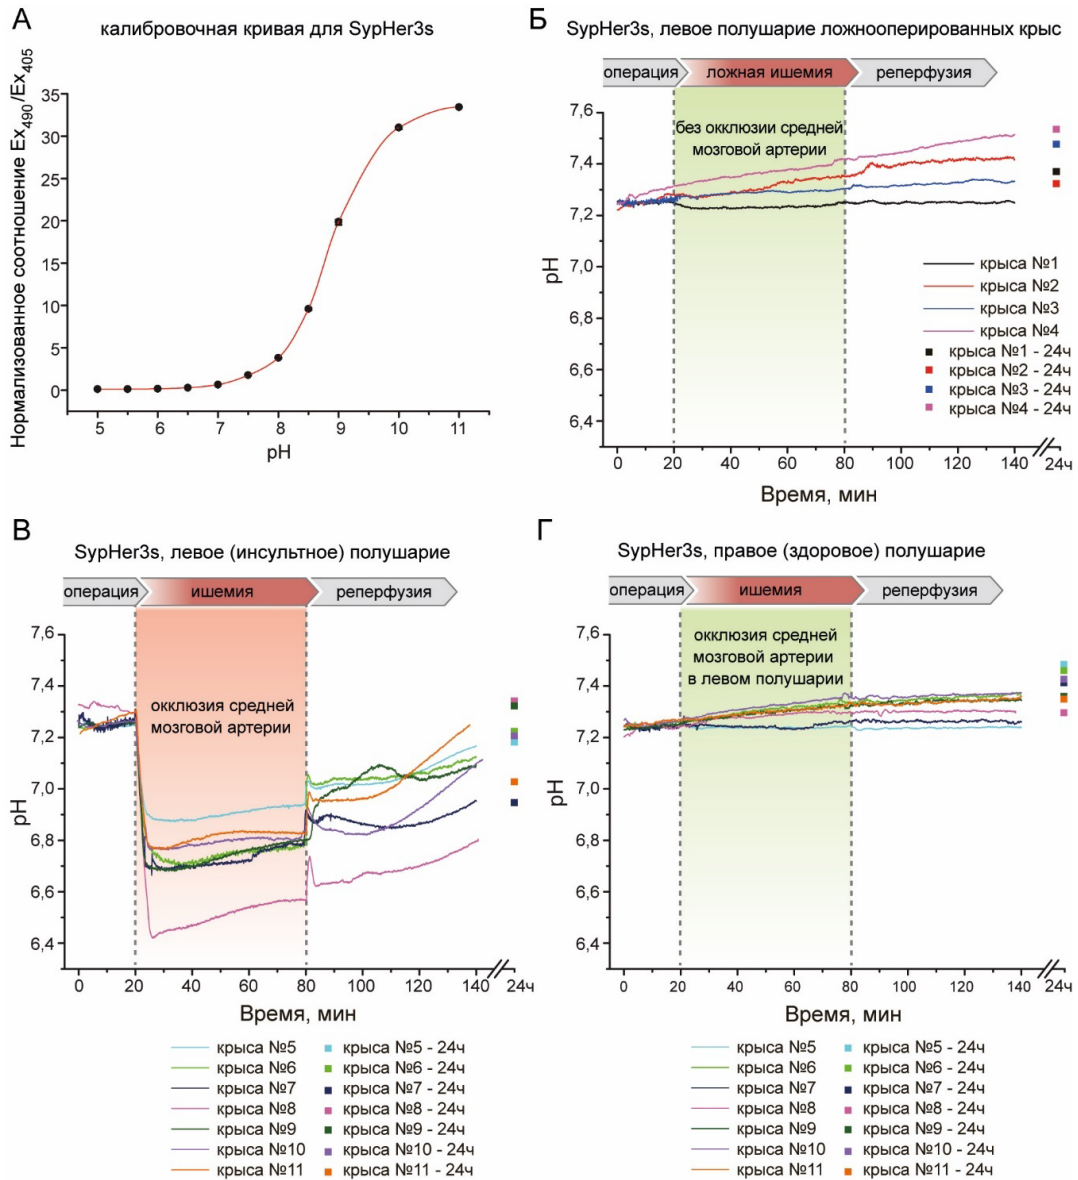 А
калибровочная кривая для SypHer3s
Нормализованное соотношение Ex490/Ex405
35
30
25
20
15
10
5
0
5 6 7 8 9 10 11
pH
Б
SypHer3s, левое полушарие ложнооперированных крыс
операция ложная ишемия реперфузия
без окклюзии средней
мозговой артерии
pH
7,6
7,4
7,2
7,0
6,8
6,6
6,4
крыса №1
крыса №2
крыса №3
крыса №4
крыса №1 - 24ч
крыса №2 - 24ч
крыса №3 - 24ч
крыса №4 - 24ч
0 20 40 60 80 100 120 140 24ч
Время, мин
В
SypHer3s, левое (инсультное) полушарие
операция ишемия реперфузия
окклюзия средней
мозговой артерии
pH
7,6
7,4
7,2
7,0
6,8
6,6
6,4
0 20 40 60 80 100 120 140 24ч
Время, мин
крыса №5 крыса №5 - 24ч
крыса №6 крыса №6 - 24ч
крыса №7 крыса №7 - 24ч
крыса №8 крыса №8 - 24ч
крыса №9 крыса №9 - 24ч
крыса №10 крыса №10 - 24ч
крыса №11 крыса №11 - 24ч
Г
SypHer3s, правое (здоровое) полушарие
операция ишемия реперфузия
окклюзия средней
мозговой артерии
в левом полушарии
pH
7,6
7,4
7,2
7,0
6,8
6,6
6,4
0 20 40 60 80 100 120 140 24ч
Время, мин
крыса №5 крыса №5 - 24ч
крыса №6 крыса №6 - 24ч
крыса №7 крыса №7 - 24ч
крыса №8 крыса №8 - 24ч
крыса №9 крыса №9 - 24ч
крыса №10 крыса №10 - 24ч
крыса №11 крыса №11 - 24ч